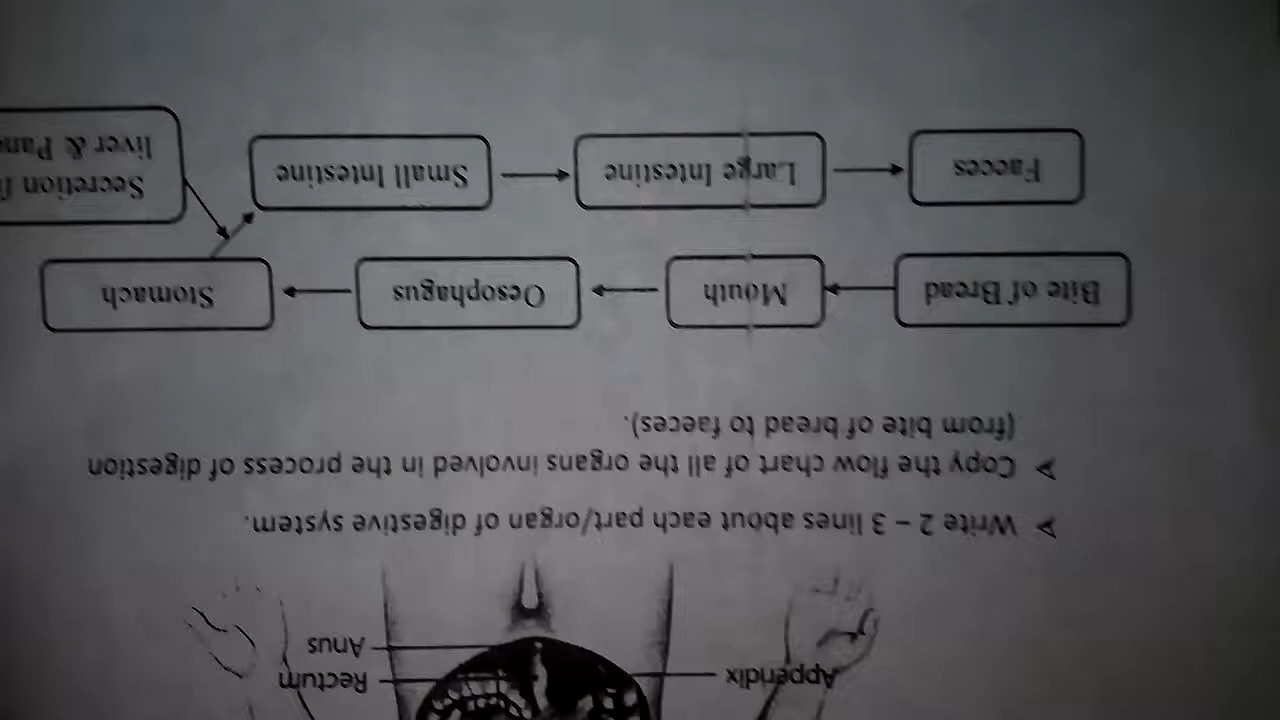 Appendix
Rectum
Anus
➤ Write 2 – 3 lines about each part/organ of digestive system.
➤ Copy the flow chart of all the organs involved in the process of digestion
(from bite of bread to faeces).
Bite of Bread
Mouth
Oesophagus
Stomach
Faeces
Large Intestine
Small Intestine
Secretion
liver &